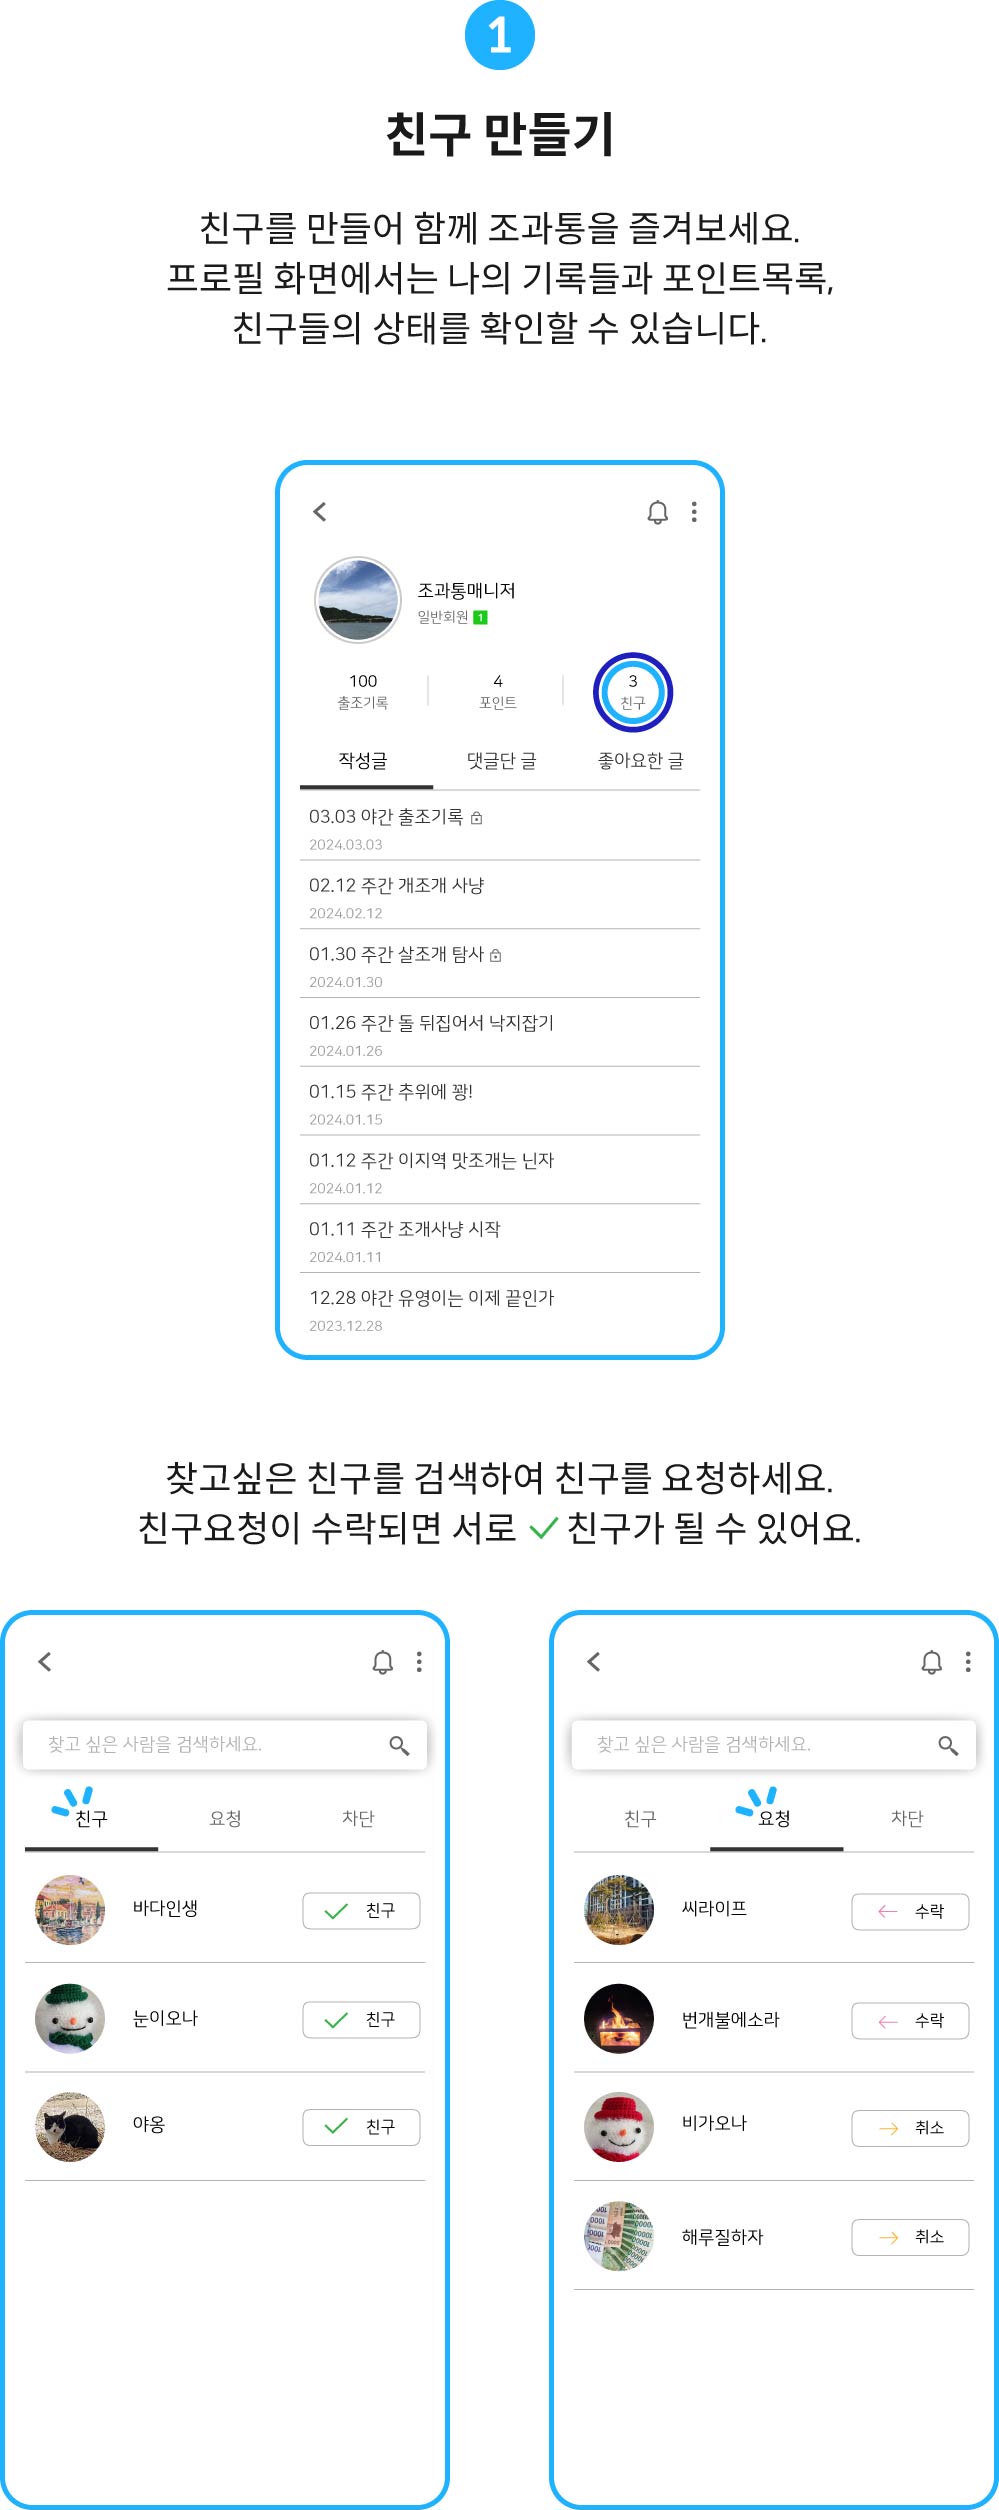 1
친구 만들기
친구를 만들어 함께 조과통을 즐겨보세요.
프로필 화면에서는 나의 기록들과 포인트목록,
친구들의 상태를 확인할 수 있습니다.
조과통매니저
일반회원 1
100 4 3
출조기록 포인트 친구
작성글 댓글단 글 좋아요한 글
03.03 야간 출조기록
2024.03.03
02.12 주간 개조개 사냥
2024.02.12
01.30 주간 살조개 탐사
2024.01.30
01.26 주간 돌 뒤집어서 낙지잡기
2024.01.26
01.15 주간 추위에 꽝!
2024.01.15
01.12 주간 이지역 맛조개는 닌자
2024.01.12
01.11 주간 조개사냥 시작
2024.01.11
12.28 야간 유영이는 이제 끝인가
2023.12.28
찾고싶은 친구를 검색하여 친구를 요청하세요.
친구요청이 수락되면 서로 친구가 될 수 있어요.
찾고 싶은 사람을 검색하세요.
친구 요청 차단
바다인생 친구
눈이오나 친구
야옹 친구
찾고 싶은 사람을 검색하세요.
친구 요청 차단
씨라이프 수락
번개불에소라 수락
비가오나 취소
해루질하자 취소